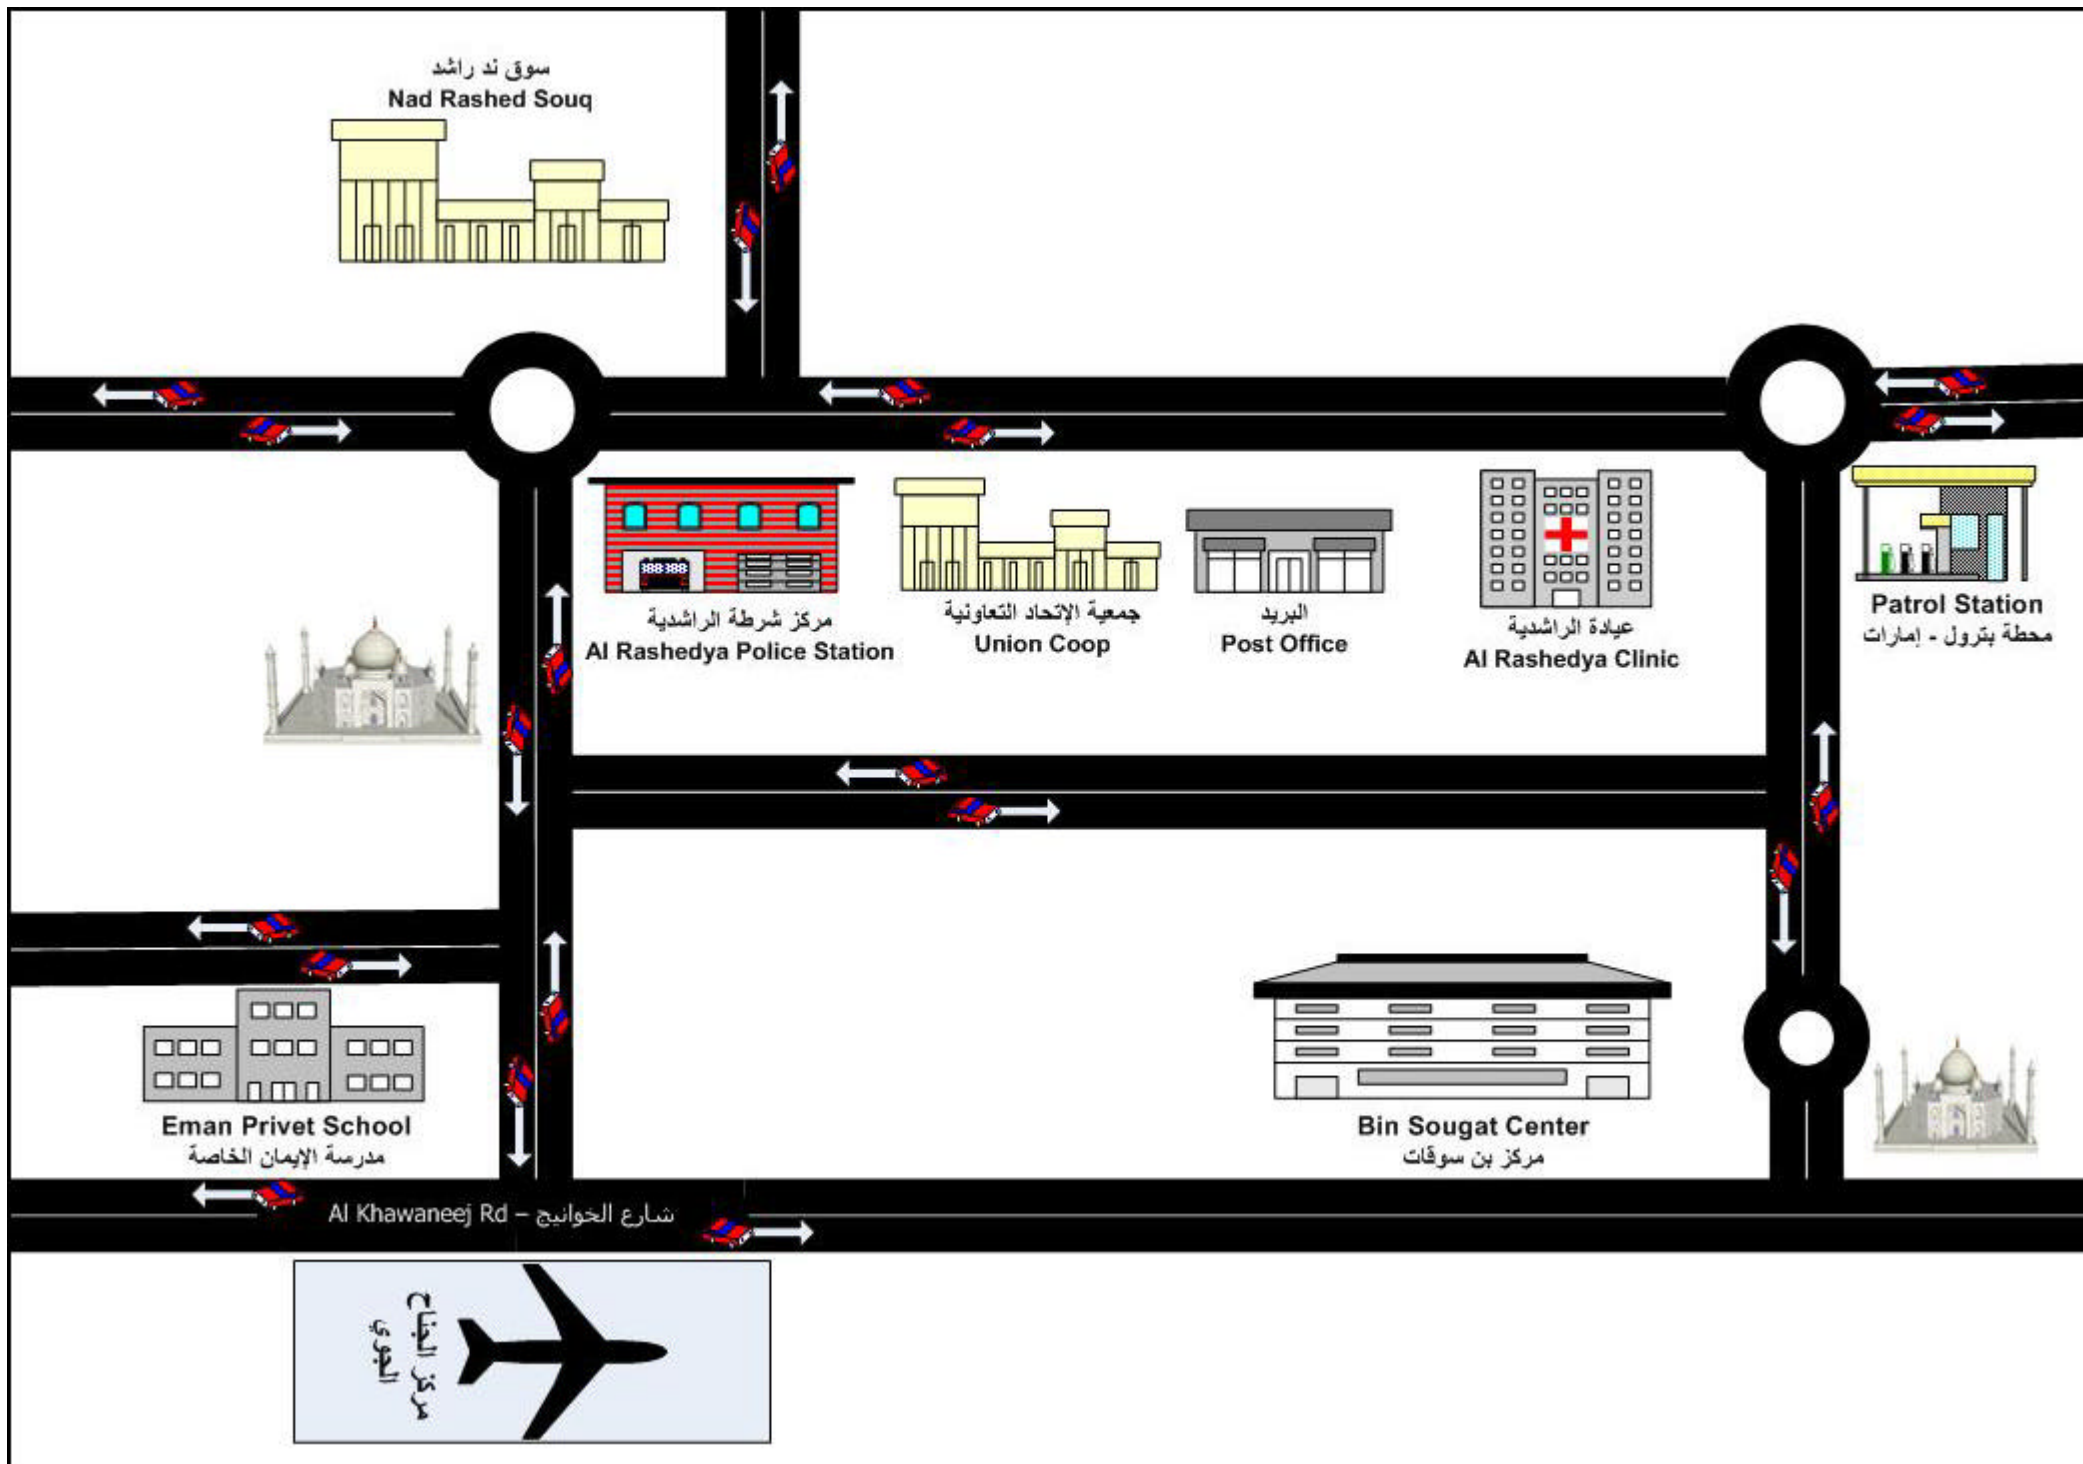 سوق ند راشد
Nad Rashed Souq
مركز شرطة الراشدية
Al Rashedya Police Station
جمعية الإتحاد التعاونية
Union Coop
البريد
Post Office
عيادة الراشدية
Al Rashedya Clinic
Patrol Station
محطة بترول - إمارات
Eman Privet School
مدرسة الإيمان الخاصة
Bin Sougat Center
مركز بن سوقات
Al Khawaneej Rd – شارع الخوانيج
مركز الجناح
الجوي